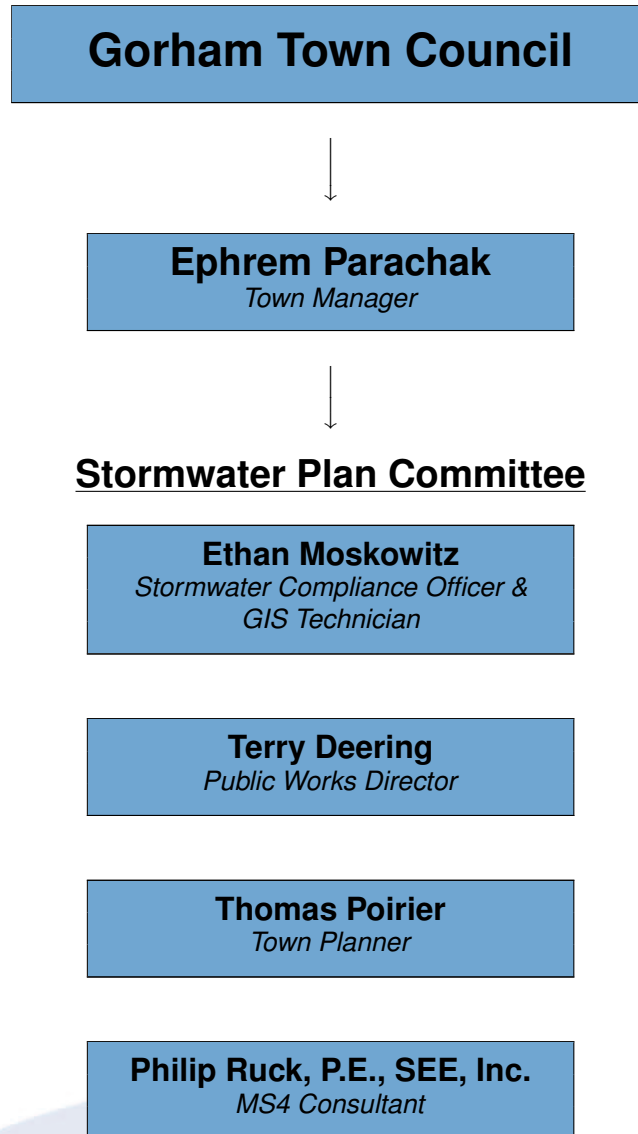 Gorham Town Council
Ephrem Parachak
Town Manager
Stormwater Plan Committee
Ethan Moskowitz
Stormwater Compliance Officer &
GIS Technician
Terry Deering
Public Works Director
Thomas Poirier
Town Planner
Philip Ruck, P.E., SEE, Inc.
MS4 Consultant